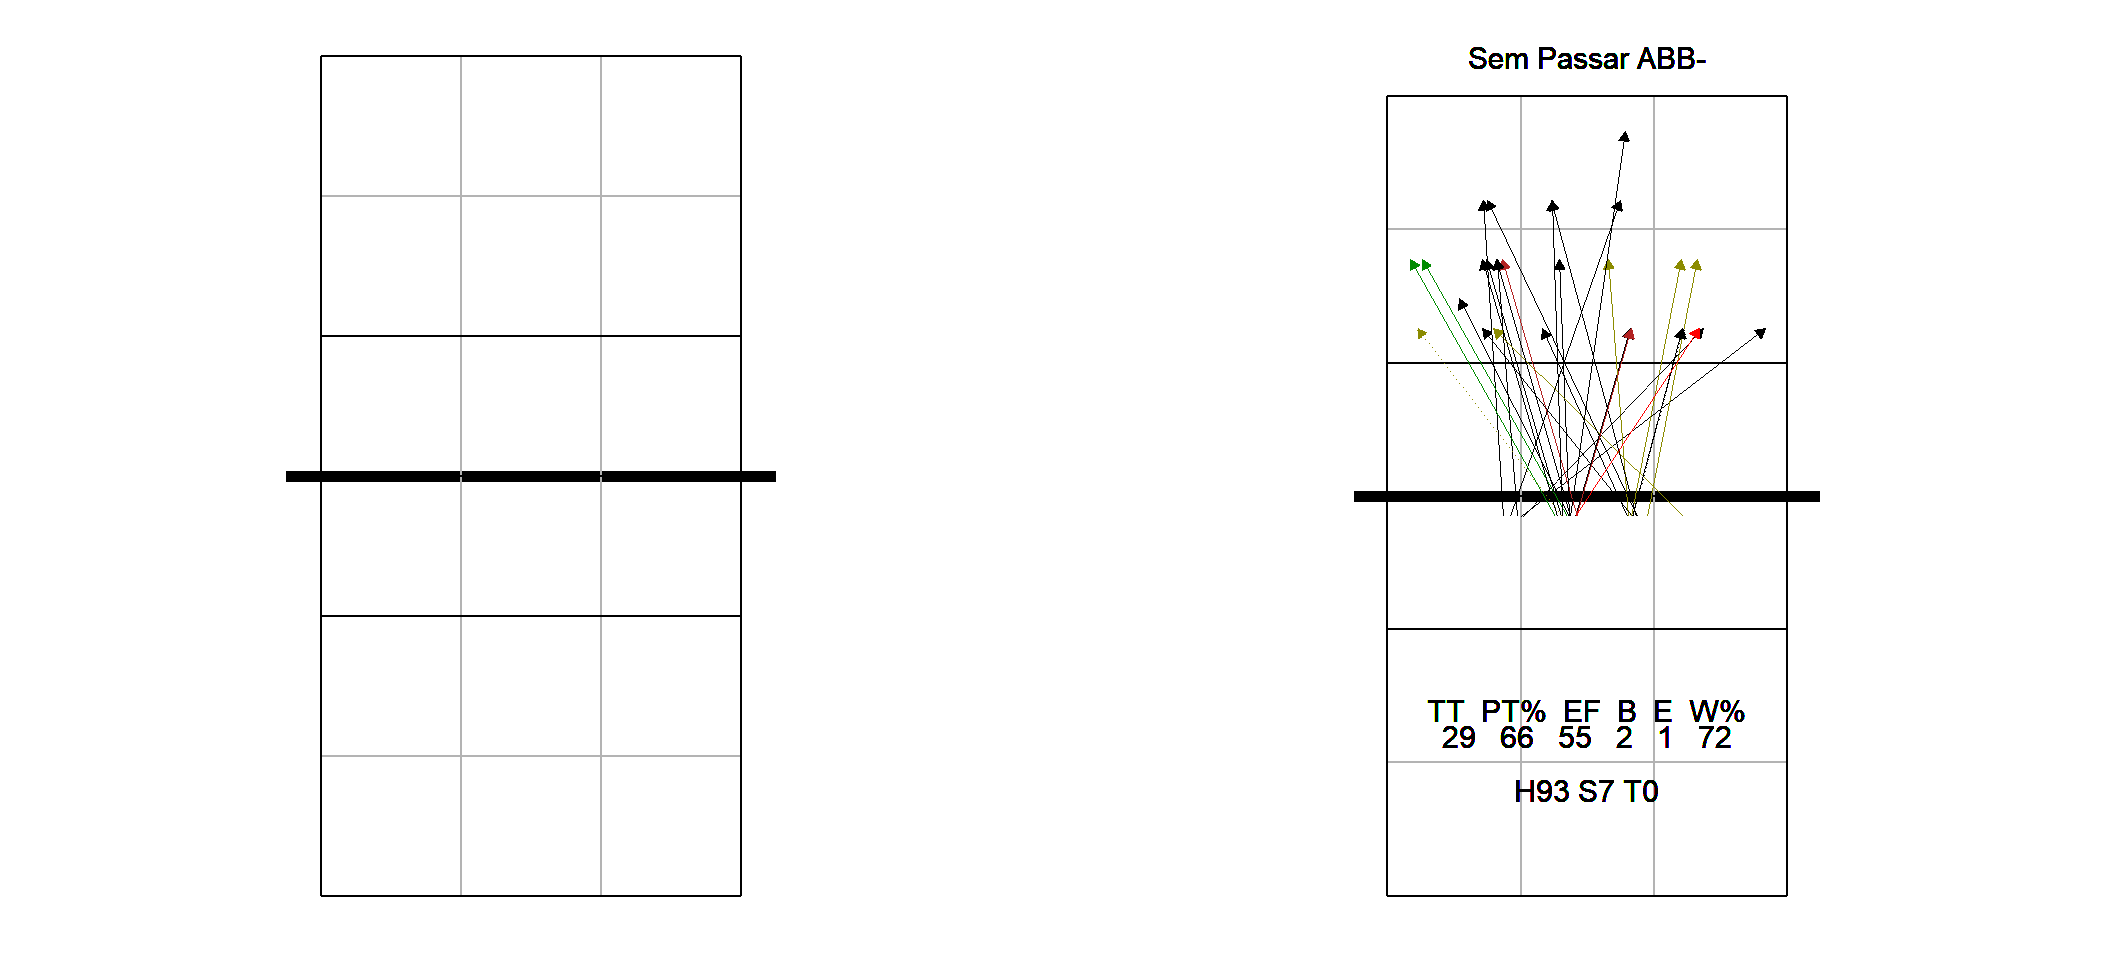 Sem Passar ABB-
TT PT% EF B E W%
29 66 55 2 1 72
H93 S7 T0